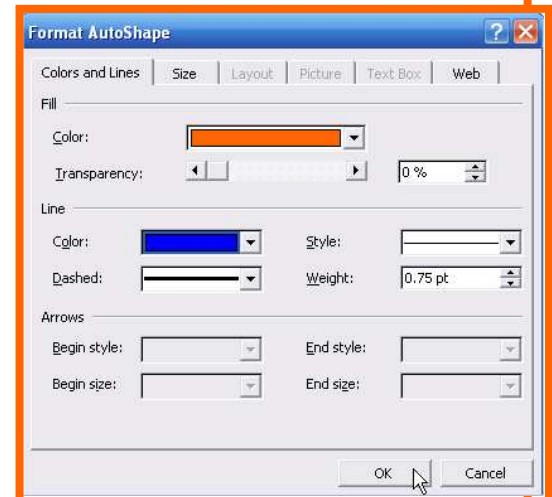 Format AutoShape
Colors and Lines Size Layout Picture Text Box Web
Fill
Color:
Transparency: 0 %
Line
Color: Style:
Dashed: Weight: 0.75 pt
Arrows
Begin style: End style:
Begin size: End size:
OK Cancel